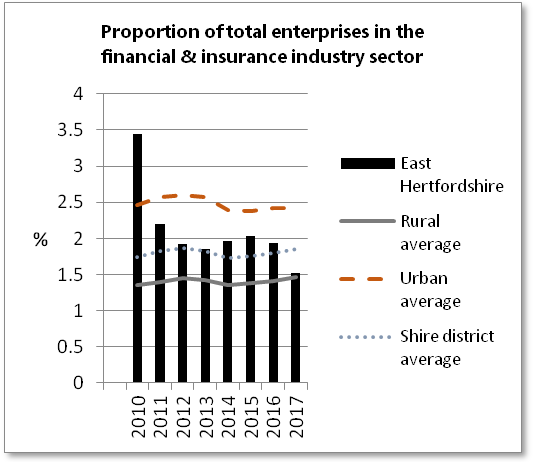 Proportion of total enterprises in the
financial & insurance industry sector
4
3.5
3
2.5
2
1.5
1
0.5
0
%
2010
2011
2012
2013
2014
2015
2016
2017
East
Hertfordshire
Rural
average
Urban
average
Shire district
average